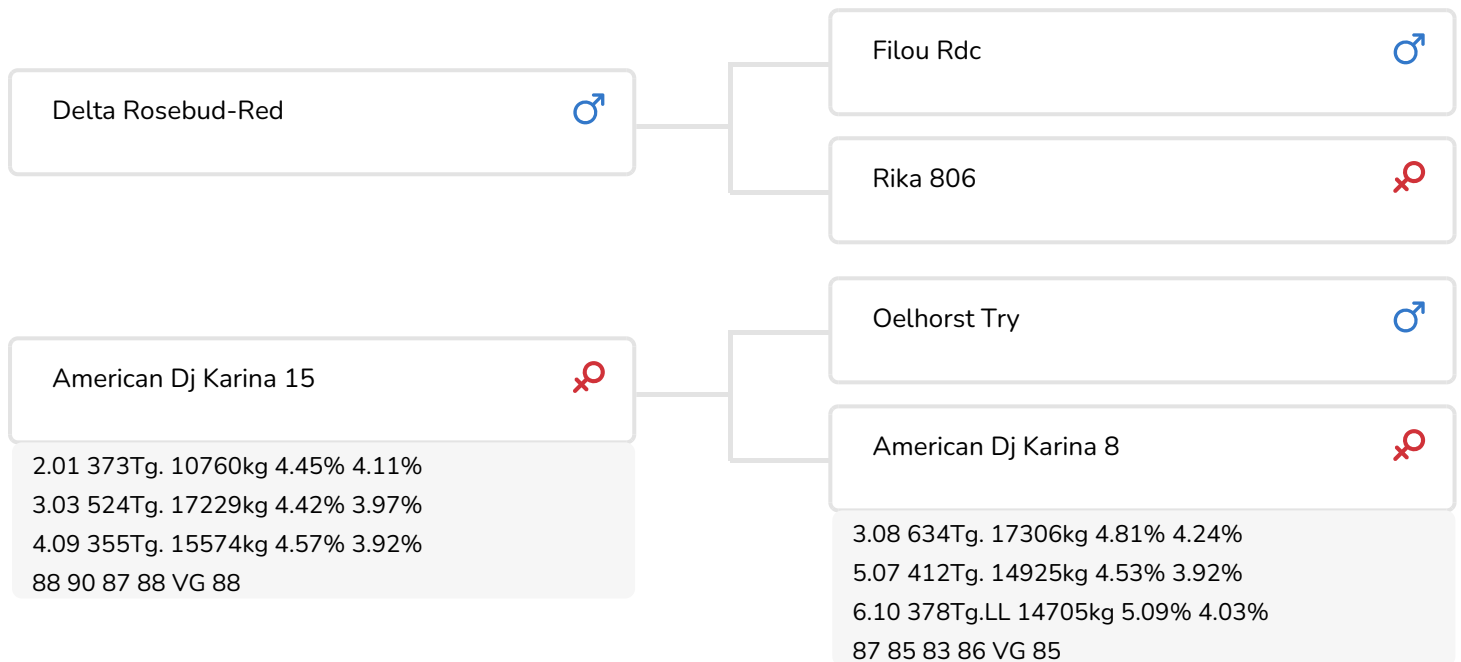 Delta Rosebud-Red
Filou Rdc
Rika 806
American Dj Karina 15
2.01 373Tg. 10760kg 4.45% 4.11%
3.03 524Tg. 17229kg 4.42% 3.97%
4.09 355Tg. 15574kg 4.57% 3.92%
88 90 87 88 VG 88
Oelhorst Try
American Dj Karina 8
3.08 634Tg. 17306kg 4.81% 4.24%
5.07 412Tg. 14925kg 4.53% 3.92%
6.10 378Tg.LL 14705kg 5.09% 4.03%
87 85 83 86 VG 85